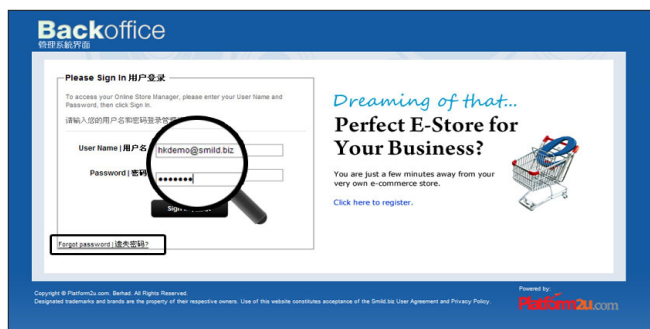 Backoffice
管理系統界面
Please Sign In 用户登录
To access your Online Store Manager, please enter your User Name and
Password, then click Sign In.
请输入您的用户名和密码登录管
User Name | 用户名
hkdemo@smild.biz
Password | 密码
Sign
Forgot password | 遗失密码?
Dreaming of that...
Perfect E-Store for
Your Business?
You are just a few minutes away from your
very own e-commerce store.
Click here to register.
Copyright © Platform2u.com. Berhad. All Rights Reserved.
Designated trademarks and brands are the property of their respective owners. Use of this website constitutes acceptance of the Smild.biz User Agreement and Privacy Policy.
Powered by:
Platform2u.com